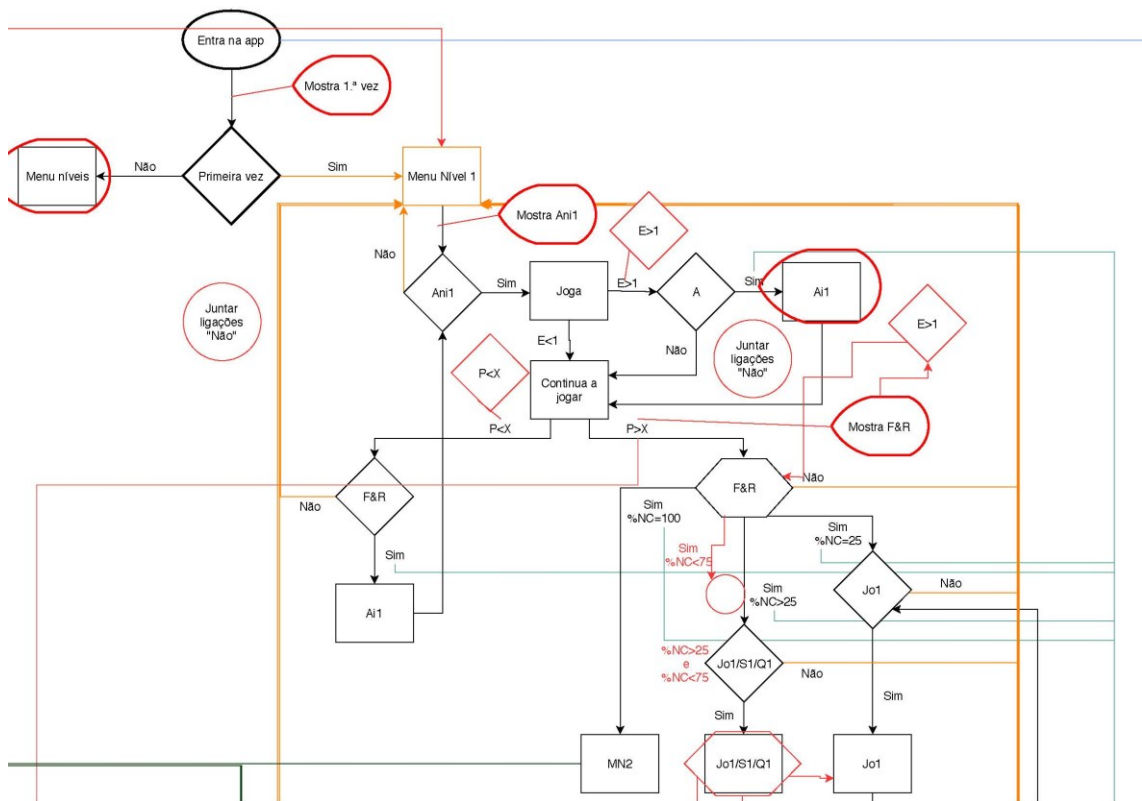 Entra na app
Mostra 1.ª vez
Menu níveis
Não
Primeira vez
Sim
Menu Nível 1
Mostra Ani1
E>1
Não
Ani1
Sim
Joga
E>1
A
Sim
Ai1
Juntar
ligações
"Não"
E<1
Não
Juntar
ligações
"Não"
E>1
P<X
Continua a
jogar
Mostra F&R
P<X
P>X
F&R
Não
F&R
Não
Sim
%NC=100
Sim
%NC=25
Sim
Sim
%NC<75
Sim
%NC>25
Jo1
Não
Ai1
%NC>25
e
%NC<75
Jo1/S1/Q1
Não
Sim
Sim
MN2
Jo1/S1/Q1
Jo1